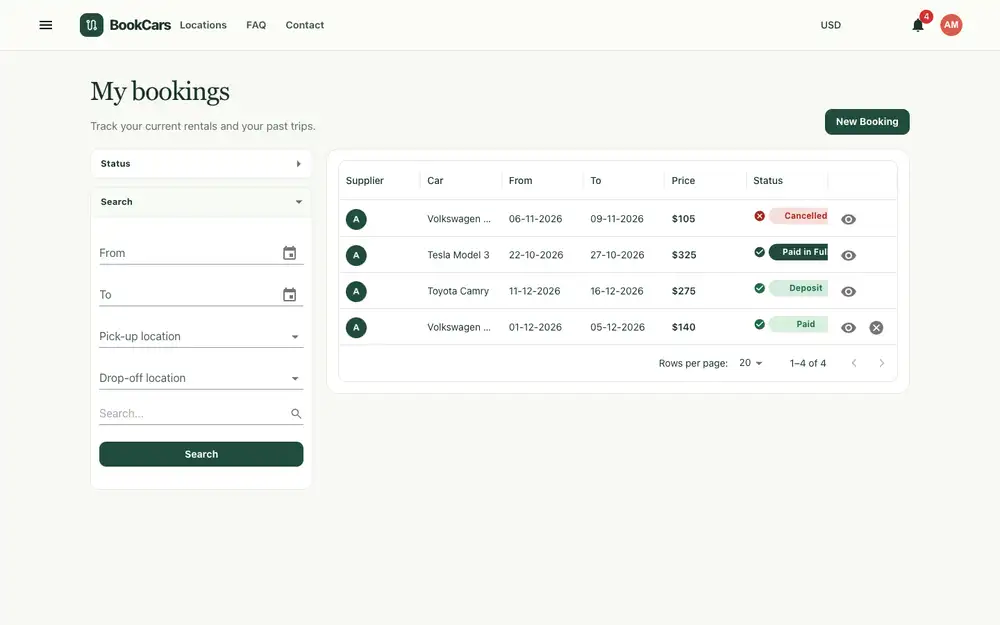 BookCars Locations FAQ Contact USD 4 AM
My bookings
Track your current rentals and your past trips.
New Booking
Status
Search
From
To
Pick-up location
Drop-off location
Search...
Search
Supplier Car From To Price Status
A Volkswagen ... 06-11-2026 09-11-2026 $105 Cancelled
A Tesla Model 3 22-10-2026 27-10-2026 $325 Paid in Ful
A Toyota Camry 11-12-2026 16-12-2026 $275 Deposit
A Volkswagen ... 01-12-2026 05-12-2026 $140 Paid
Rows per page: 20 1–4 of 4